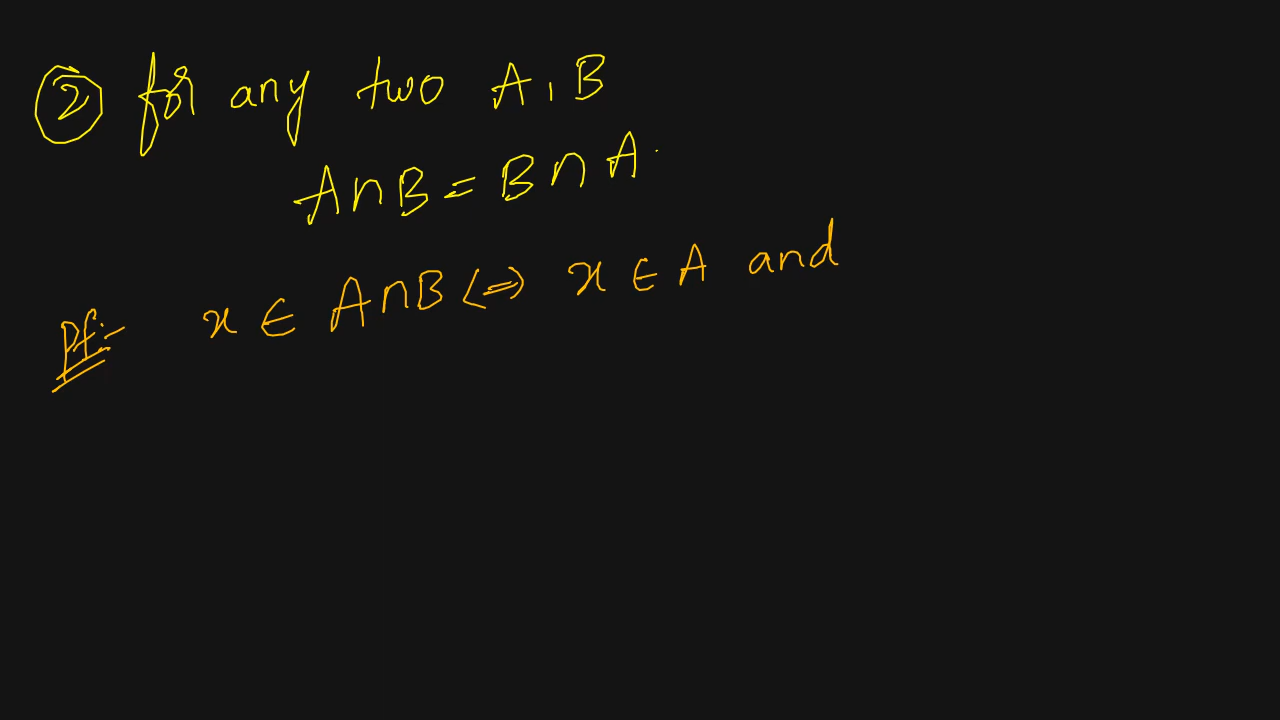 ② for any two A, B
A∩B = B∩A.
Pf:- x ∈ A∩B ⇔ x ∈ A and